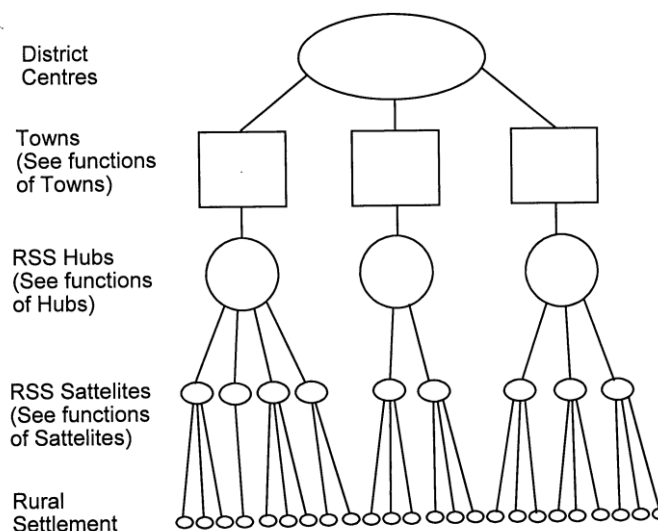 District
Centres
Towns
(See functions
of Towns)
RSS Hubs
(See functions
of Hubs)
RSS Sattelites
(See functions
of Sattelites)
Rural
Settlement